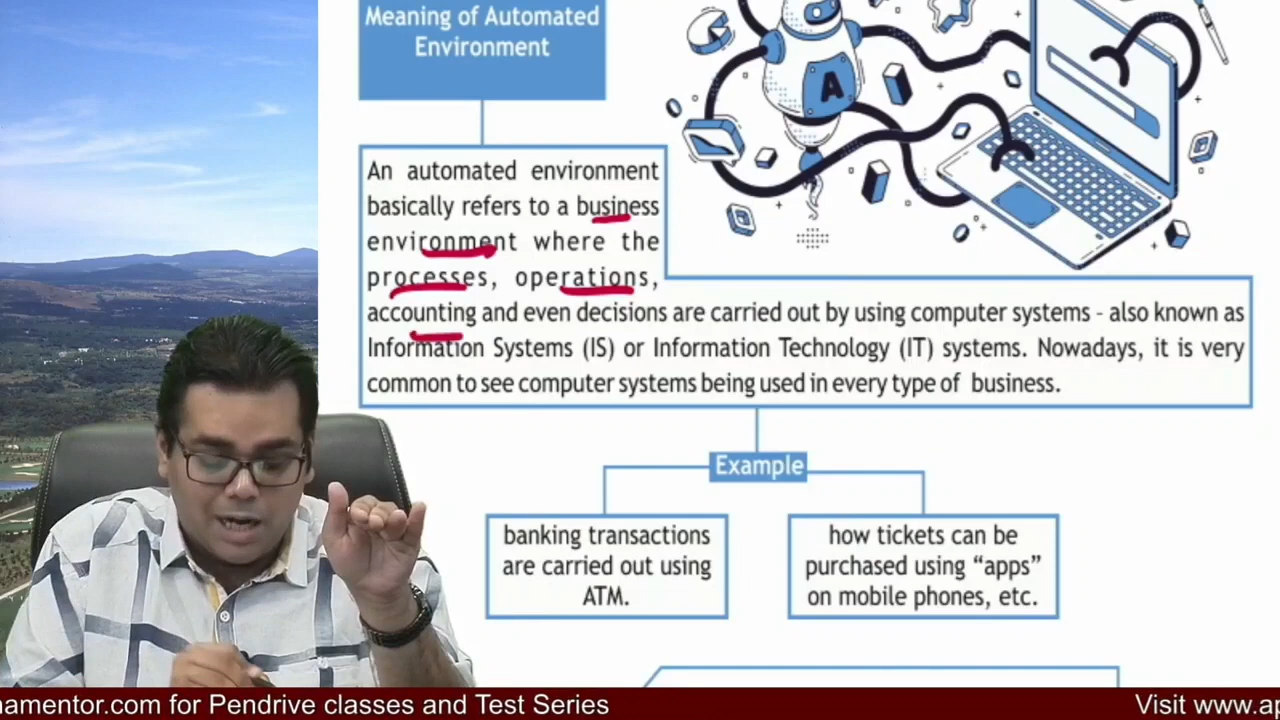 Meaning of Automated
Environment
A
An automated environment
basically refers to a business
environment where the
processes, operations,
accounting and even decisions are carried out by using computer systems – also known as
Information Systems (IS) or Information Technology (IT) systems. Nowadays, it is very
common to see computer systems being used in every type of business.
Example
banking transactions
are carried out using
ATM.
how tickets can be
purchased using “apps”
on mobile phones, etc.
namentor.com for Pendrive classes and Test Series
Visit www.ap